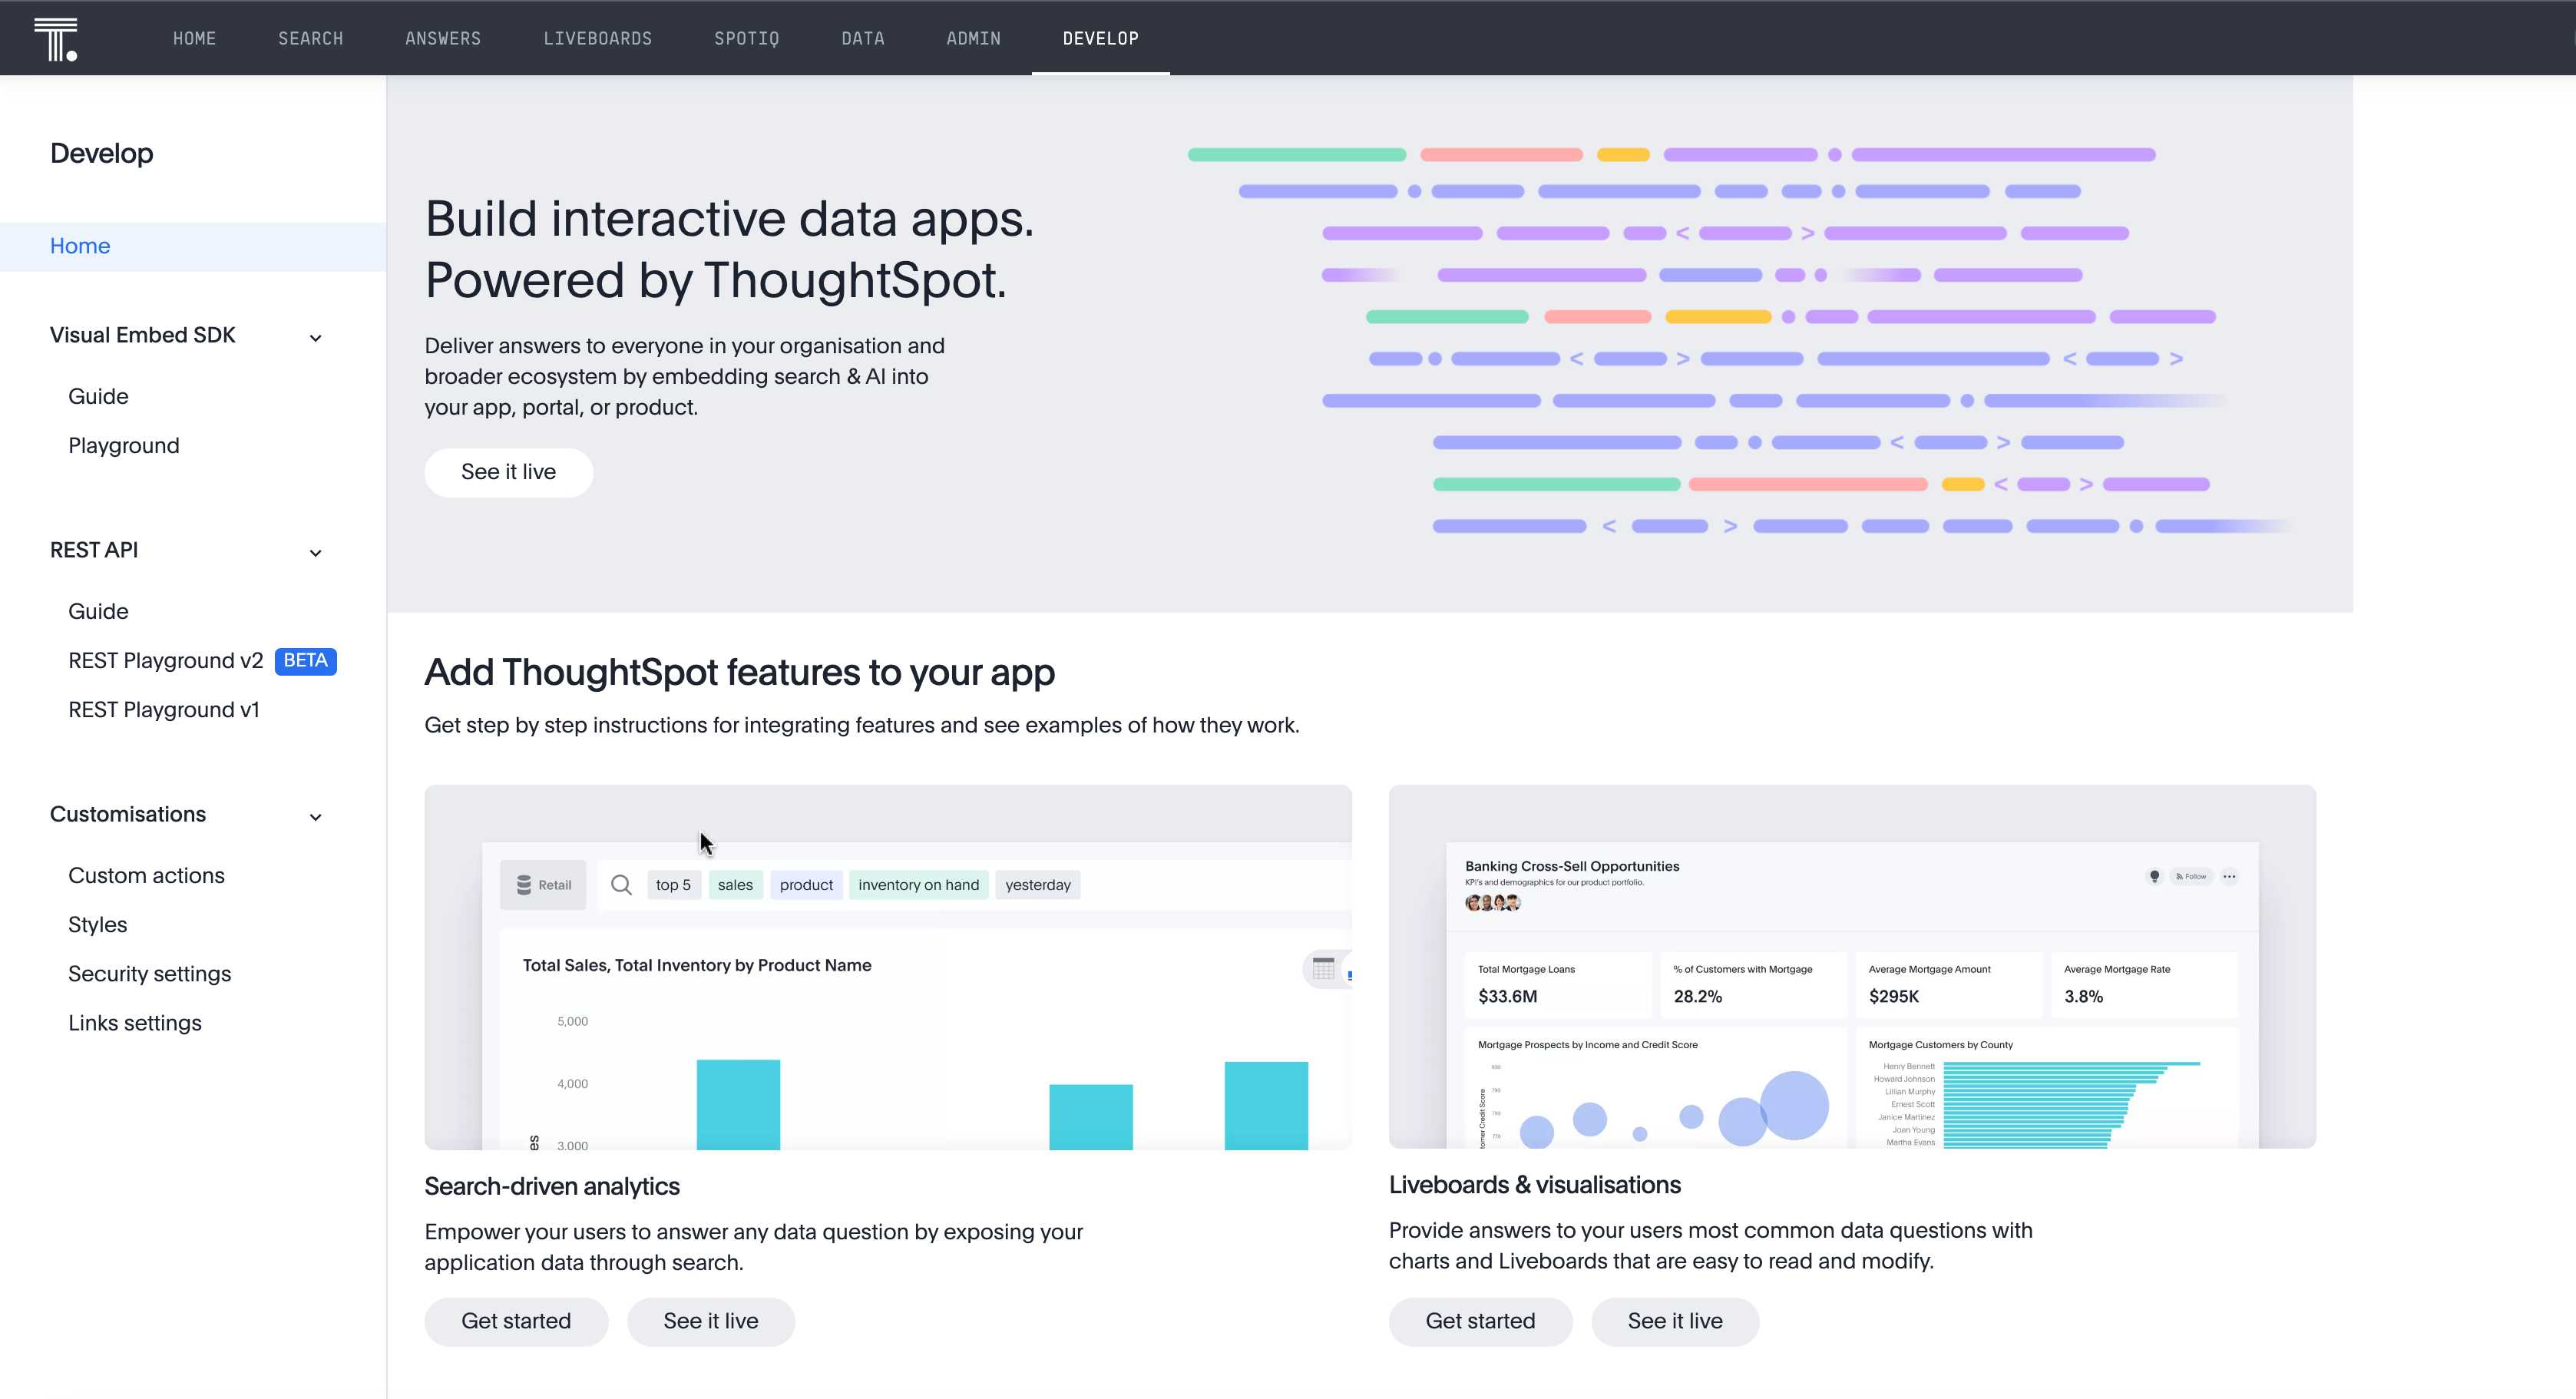 HOME SEARCH ANSWERS LIVEBOARDS SPOTIQ DATA ADMIN DEVELOP
Develop
Home
Visual Embed SDK
Guide
Playground
REST API
Guide
REST Playground v2 BETA
REST Playground v1
Customisations
Custom actions
Styles
Security settings
Links settings
Build interactive data apps.
Powered by ThoughtSpot.
Deliver answers to everyone in your organisation and
broader ecosystem by embedding search & AI into
your app, portal, or product.
See it live
Add ThoughtSpot features to your app
Get step by step instructions for integrating features and see examples of how they work.
Retail top 5 sales product inventory on hand yesterday
Total Sales, Total Inventory by Product Name
5,000
4,000
3,000
es
Search-driven analytics
Empower your users to answer any data question by exposing your
application data through search.
Get started See it live
Banking Cross-Sell Opportunities
KPI's and demographics for our product portfolio.
Follow
Total Mortgage Loans
$33.6M
% of Customers with Mortgage
28.2%
Average Mortgage Amount
$295K
Average Mortgage Rate
3.8%
Mortgage Prospects by Income and Credit Score
tomer Credit Score
Mortgage Customers by County
Henry Bennett
Howard Johnson
Lillian Murphy
Ernest Scott
Janice Martinez
Joan Young
Martha Evans
Liveboards & visualisations
Provide answers to your users most common data questions with
charts and Liveboards that are easy to read and modify.
Get started See it live